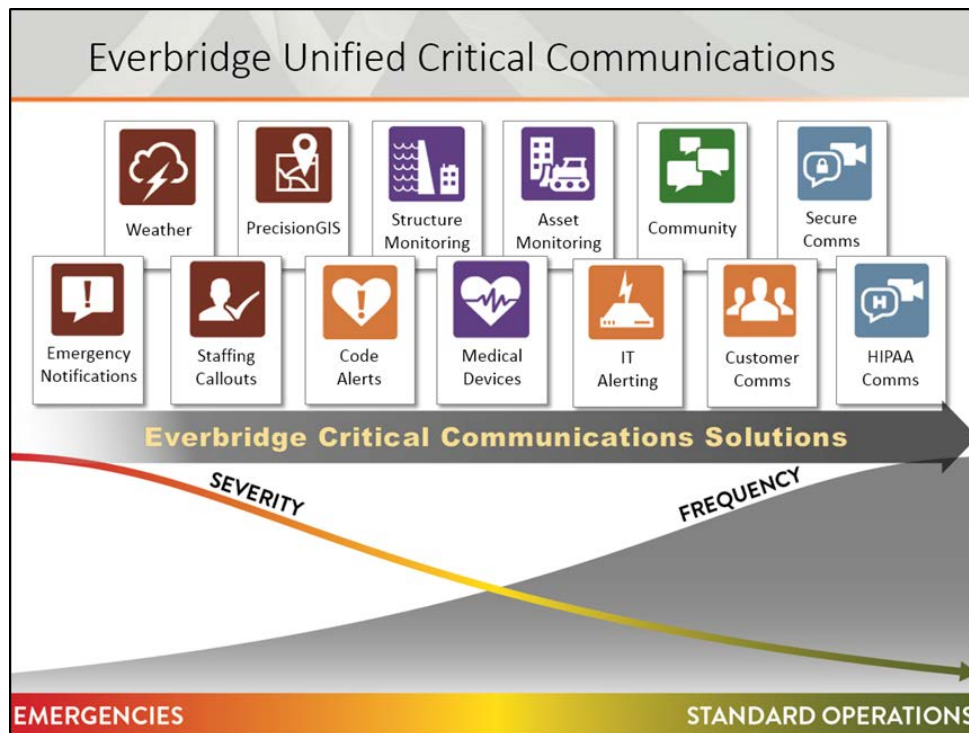 Everbridge Unified Critical Communications
Weather
PrecisionGIS
Structure
Monitoring
Asset
Monitoring
Community
Secure
Comms
Emergency
Notifications
Staffing
Callouts
Code
Alerts
Medical
Devices
IT
Alerting
Customer
Comms
H
HIPAA
Comms
Everbridge Critical Communications Solutions
SEVERITY
FREQUENCY
EMERGENCIES
STANDARD OPERATIONS